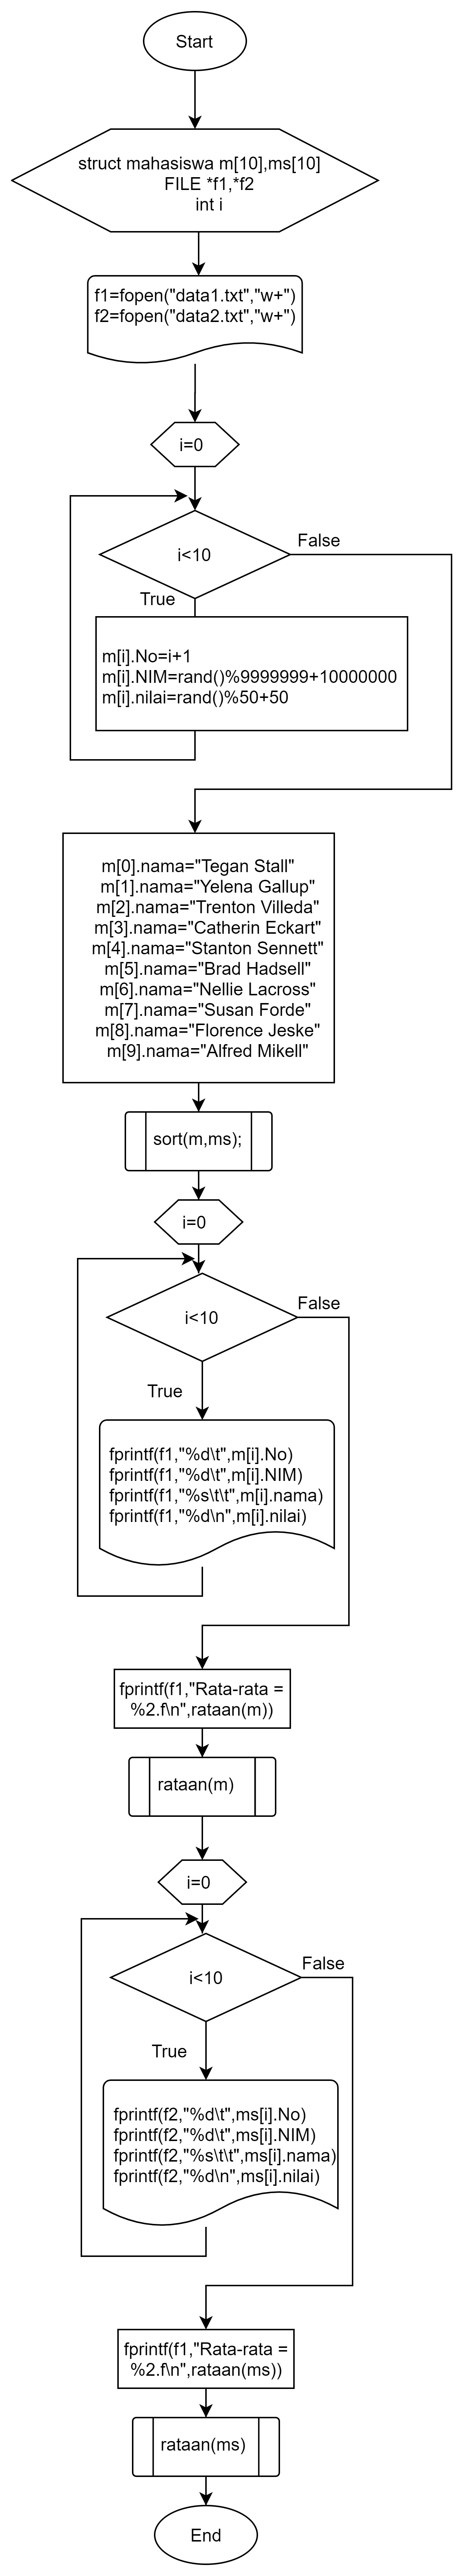 Start
struct mahasiswa m[10],ms[10]
FILE *f1,*f2
int i
f1=fopen("data1.txt","w+")
f2=fopen("data2.txt","w+")
i=0
i<10
False
True
m[i].No=i+1
m[i].NIM=rand()%9999999+10000000
m[i].nilai=rand()%50+50
m[0].nama="Tegan Stall"
m[1].nama="Yelena Gallup"
m[2].nama="Trenton Villeda"
m[3].nama="Catherin Eckart"
m[4].nama="Stanton Sennett"
m[5].nama="Brad Hadsell"
m[6].nama="Nellie Lacross"
m[7].nama="Susan Forde"
m[8].nama="Florence Jeske"
m[9].nama="Alfred Mikell"
sort(m,ms);
i=0
i<10
False
True
fprintf(f1,"%d\t",m[i].No)
fprintf(f1,"%d\t",m[i].NIM)
fprintf(f1,"%s\t\t",m[i].nama)
fprintf(f1,"%d\n",m[i].nilai)
fprintf(f1,"Rata-rata =
%2.f\n",rataan(m))
rataan(m)
i=0
i<10
False
True
fprintf(f2,"%d\t",ms[i].No)
fprintf(f2,"%d\t",ms[i].NIM)
fprintf(f2,"%s\t\t",ms[i].nama)
fprintf(f2,"%d\n",ms[i].nilai)
fprintf(f1,"Rata-rata =
%2.f\n",rataan(ms))
rataan(ms)
End